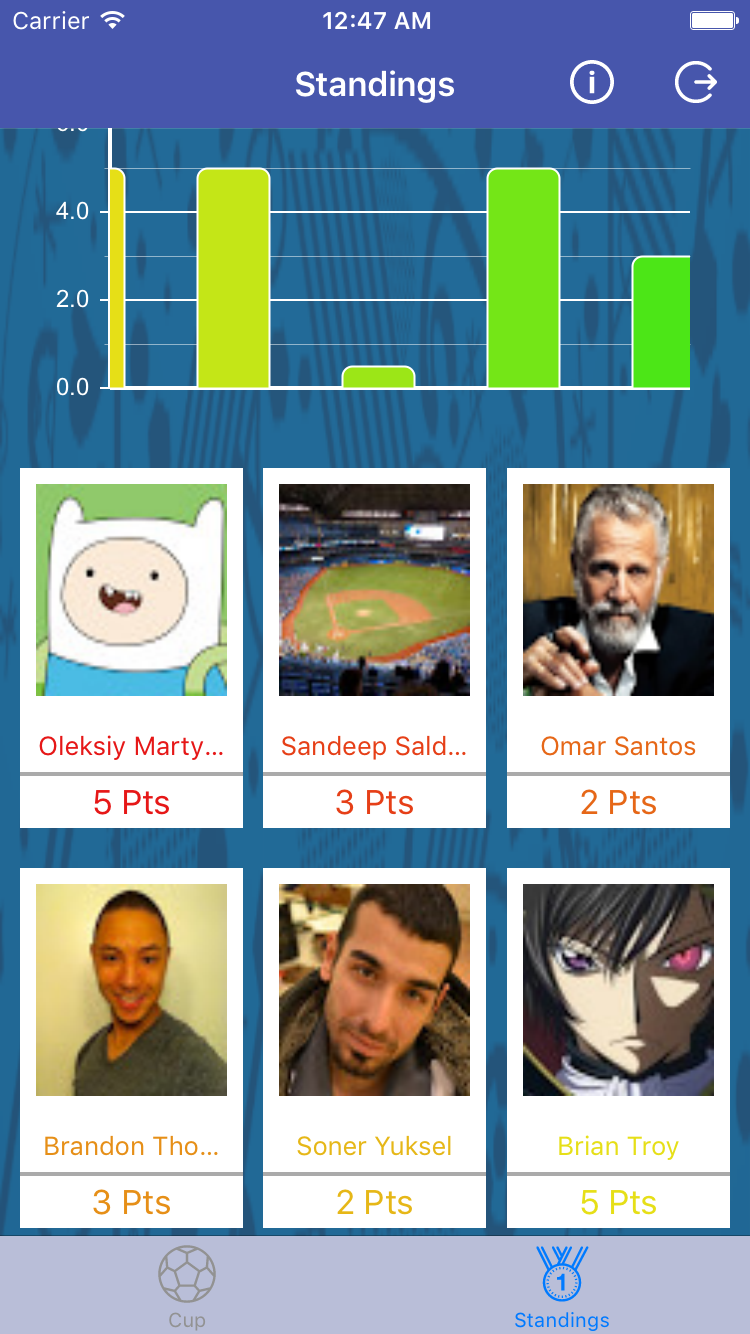 Carrier 12:47 AM
Standings
4.0
2.0
0.0
Oleksiy Marty... Sandeep Sald... Omar Santos
5 Pts 3 Pts 2 Pts
Brandon Tho... Soner Yuksel Brian Troy
3 Pts 2 Pts 5 Pts
1
Cup Standings